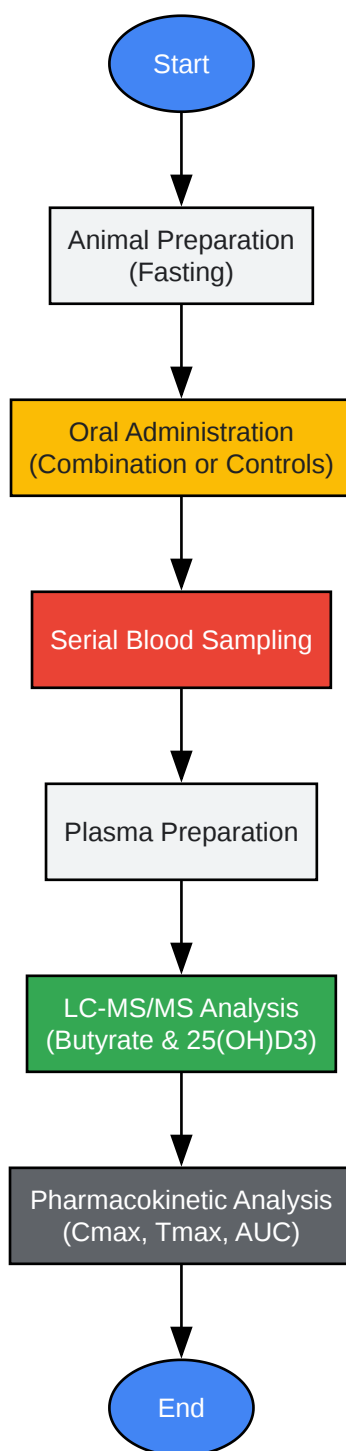 Start
Animal Preparation
(Fasting)
Oral Administration
(Combination or Controls)
Serial Blood Sampling
Plasma Preparation
LC-MS/MS Analysis
(Butyrate & 25(OH)D3)
Pharmacokinetic Analysis
(Cmax, Tmax, AUC)
End